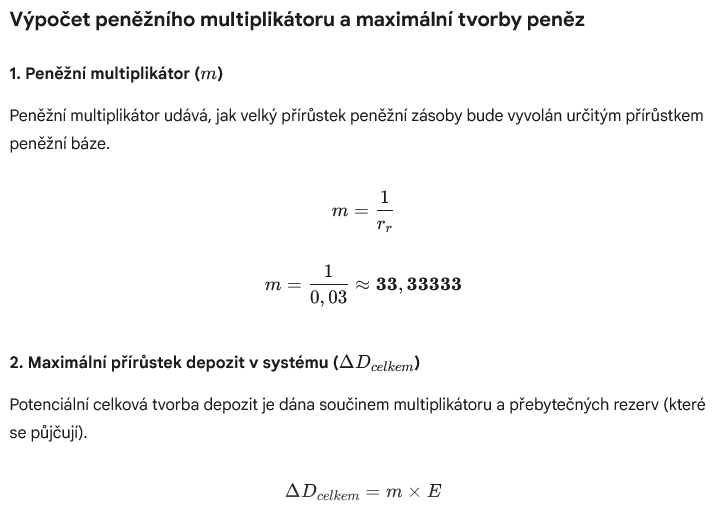 Výpočet peněžního multiplikátoru a maximální tvorby peněz
1. Peněžní multiplikátor (m)
Peněžní multiplikátor udává, jak velký přírůstek peněžní zásoby bude vyvolán určitým přírůstkem
peněžní báze.
m = 1/r_r
m = 1/0,03 ≈ 33,33333
2. Maximální přírůstek depozit v systému (ΔD_celkem)
Potenciální celková tvorba depozit je dána součinem multiplikátoru a přebytečných rezerv (které
se půjčují).
ΔD_celkem = m × E